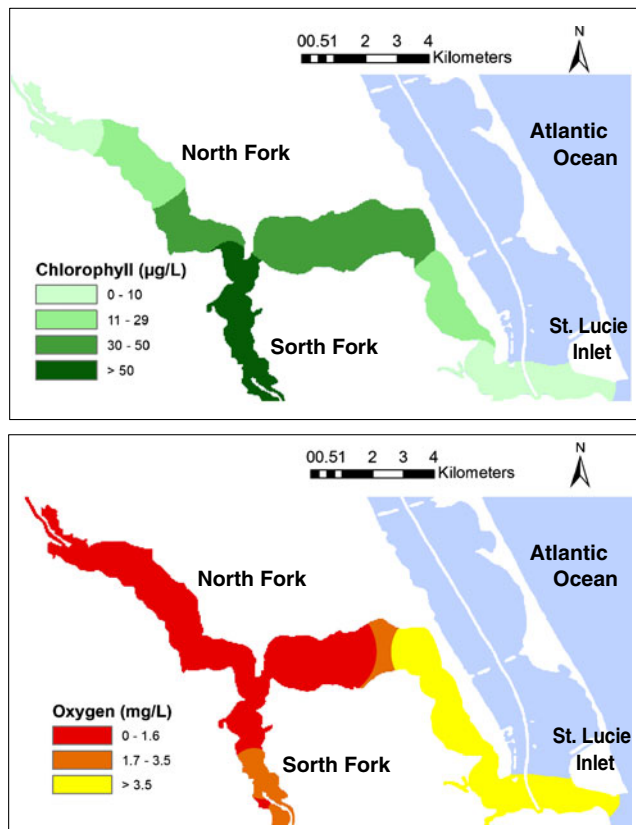 N
00.51 2 3 4
Kilometers
Atlantic
Ocean
North Fork
Chlorophyll (µg/L)
0 - 10
11 - 29
30 - 50
> 50
St. Lucie
Inlet
Sorth Fork
N
00.51 2 3 4
Kilometers
Atlantic
Ocean
North Fork
Oxygen (mg/L)
0 - 1.6
1.7 - 3.5
> 3.5
St. Lucie
Inlet
Sorth Fork